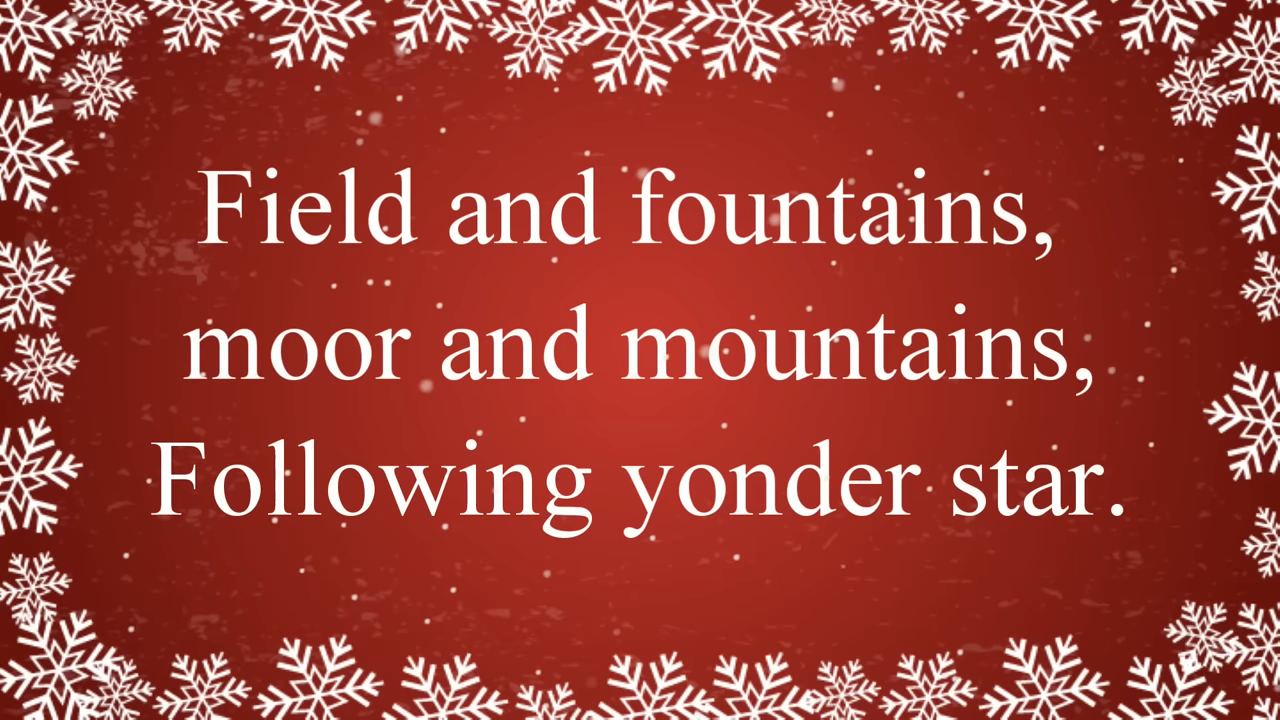 Field and fountains,
moor and mountains,
Following yonder star.